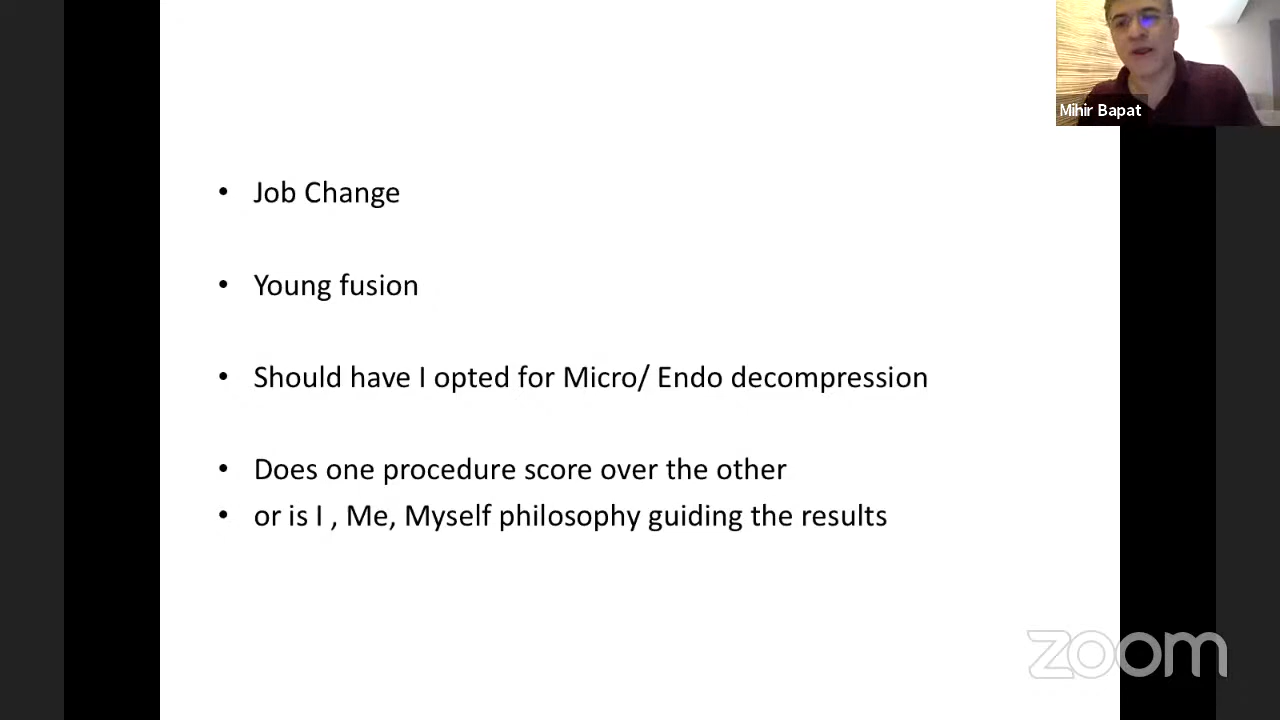 Mihir Bapat
• Job Change
• Young fusion
• Should have I opted for Micro/ Endo decompression
• Does one procedure score over the other
• or is I , Me, Myself philosophy guiding the results
zoom